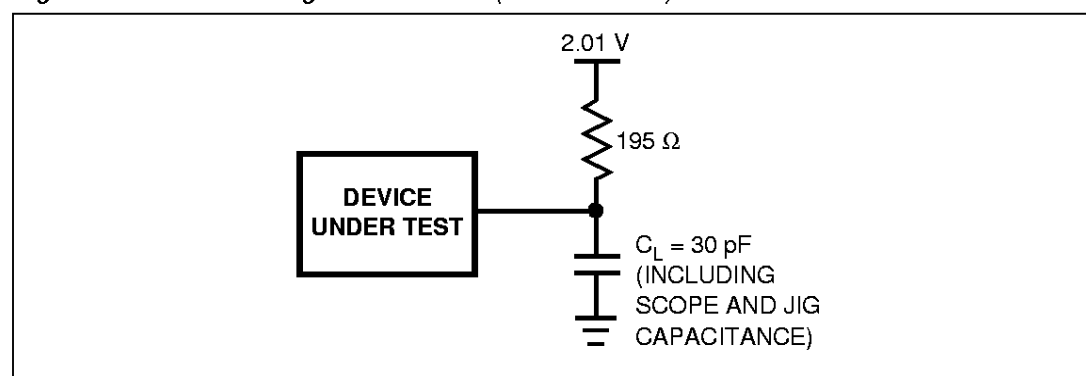 2.01 V
195 Ω
DEVICE
UNDER TEST
C_L = 30 pF
(INCLUDING
SCOPE AND JIG
CAPACITANCE)